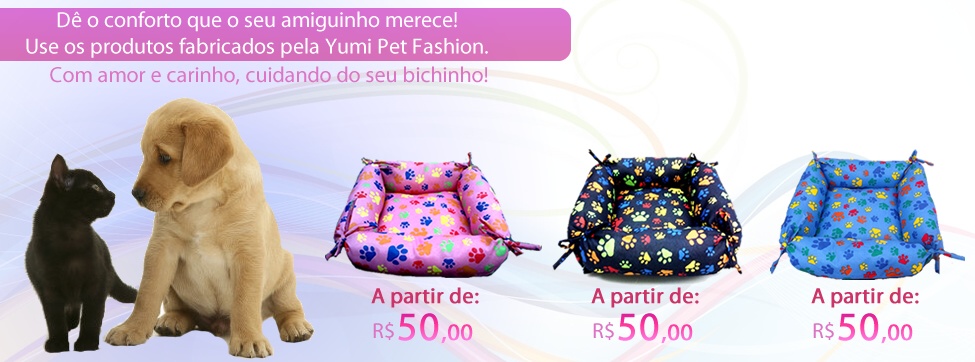 Dê o conforto que o seu amiguinho merece!
Use os produtos fabricados pela Yumi Pet Fashion.
Com amor e carinho, cuidando do seu bichinho!
A partir de:
R$ 50,00
A partir de:
R$ 50,00
A partir de:
R$ 50,00